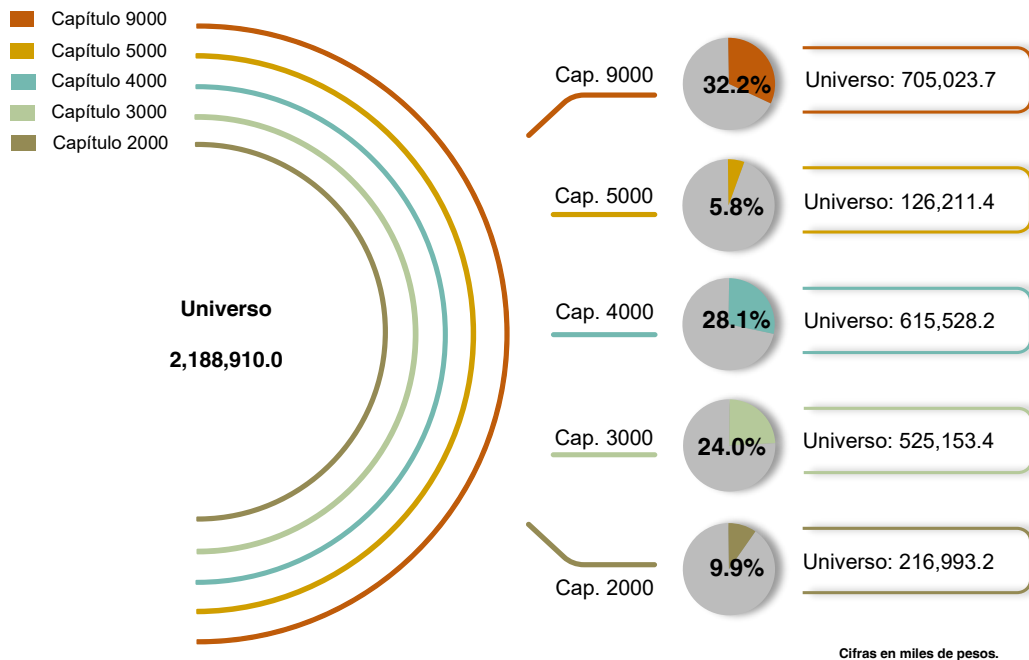 Capítulo 9000
Capítulo 5000
Capítulo 4000
Capítulo 3000
Capítulo 2000
Universo
2,188,910.0
Cap. 9000
32.2%
Universo: 705,023.7
Cap. 5000
5.8%
Universo: 126,211.4
Cap. 4000
28.1%
Universo: 615,528.2
Cap. 3000
24.0%
Universo: 525,153.4
Cap. 2000
9.9%
Universo: 216,993.2
Cifras en miles de pesos.